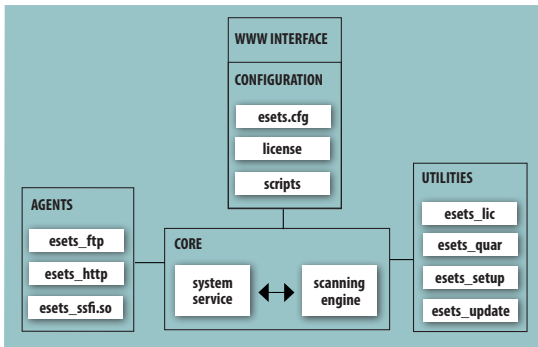 WWW INTERFACE
CONFIGURATION
esets.cfg
license
scripts
AGENTS
esets_ftp
esets_http
esets_ssfi.so
CORE
system
service
scanning
engine
UTILITIES
esets_lic
esets_quar
esets_setup
esets_update